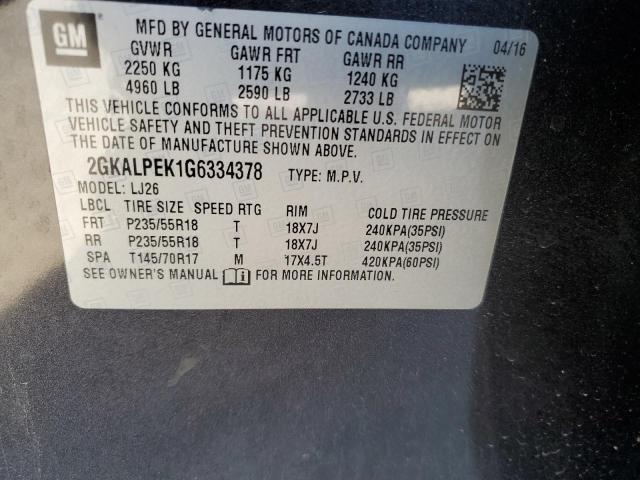 GM
MFD BY GENERAL MOTORS OF CANADA COMPANY 04/16
GVWR GAWR FRT GAWR RR
2250 KG 1175 KG 1240 KG
4960 LB 2590 LB 2733 LB
THIS VEHICLE CONFORMS TO ALL APPLICABLE U.S. FEDERAL MOTOR
VEHICLE SAFETY AND THEFT PREVENTION STANDARDS IN EFFECT ON
THE DATE OF MANUFACTURE SHOWN ABOVE.
2GKALPEK1G6334378 TYPE: M.P.V.
MODEL: LJ26
LBCL TIRE SIZE SPEED RTG RIM COLD TIRE PRESSURE
FRT P235/55R18 T 18X7J 240KPA(35PSI)
RR P235/55R18 T 18X7J 240KPA(35PSI)
SPA T145/70R17 M 17X4.5T 420KPA(60PSI)
SEE OWNER'S MANUAL FOR MORE INFORMATION.